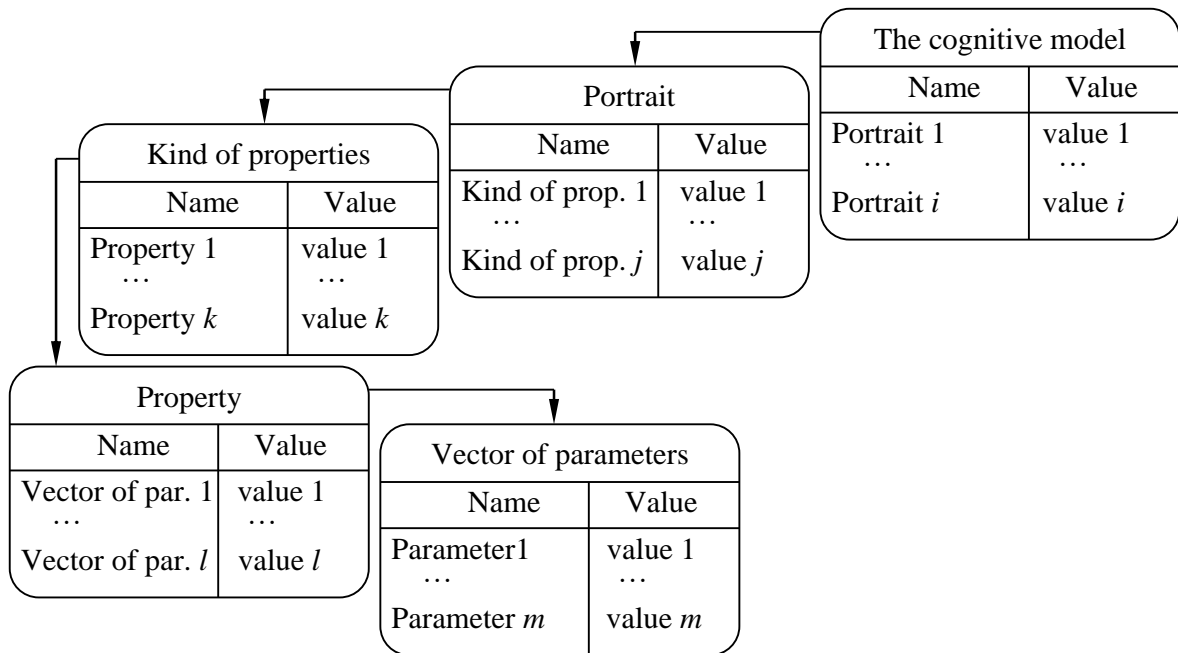 The cognitive model
Name Value
Portrait 1 value 1
… …
Portrait i value i
Portrait
Name Value
Kind of prop. 1 value 1
… …
Kind of prop. j value j
Kind of properties
Name Value
Property 1 value 1
… …
Property k value k
Property
Name Value
Vector of par. 1 value 1
… …
Vector of par. l value l
Vector of parameters
Name Value
Parameter1 value 1
… …
Parameter m value m